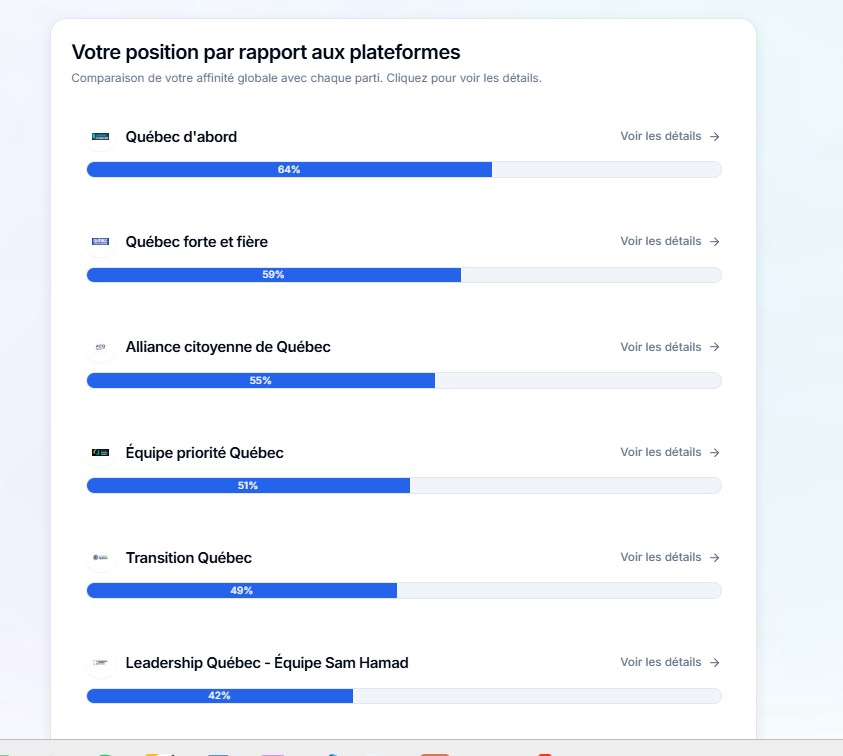 Votre position par rapport aux plateformes
Comparaison de votre affinité globale avec chaque parti. Cliquez pour voir les détails.
Québec d'abord
Voir les détails →
64%
Québec forte et fière
Voir les détails →
59%
Alliance citoyenne de Québec
Voir les détails →
55%
Équipe priorité Québec
Voir les détails →
51%
Transition Québec
Voir les détails →
49%
Leadership Québec - Équipe Sam Hamad
Voir les détails →
42%